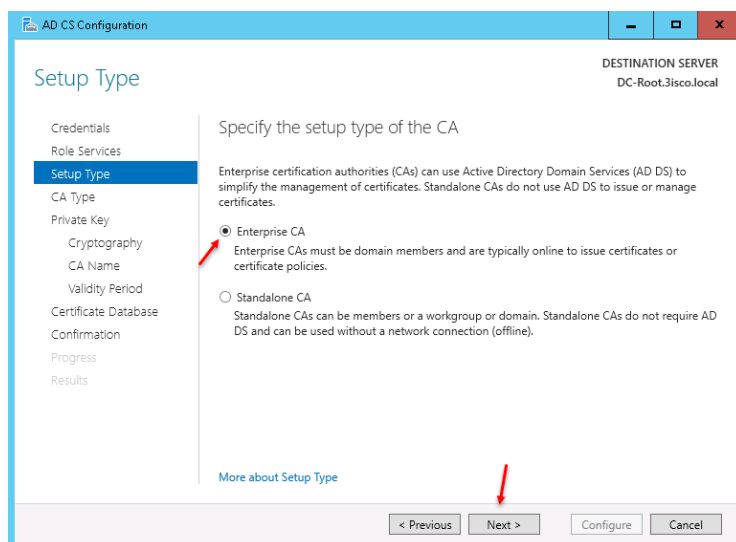 AD CS Configuration
DESTINATION SERVER
DC-Root.3isco.local
Setup Type
Credentials
Role Services
Setup Type
CA Type
Private Key
Cryptography
CA Name
Validity Period
Certificate Database
Confirmation
Progress
Results
Specify the setup type of the CA
Enterprise certification authorities (CAs) can use Active Directory Domain Services (AD DS) to
simplify the management of certificates. Standalone CAs do not use AD DS to issue or manage
certificates.
Enterprise CA
Enterprise CAs must be domain members and are typically online to issue certificates or
certificate policies.
Standalone CA
Standalone CAs can be members or a workgroup or domain. Standalone CAs do not require AD
DS and can be used without a network connection (offline).
More about Setup Type
< Previous
Next >
Configure
Cancel